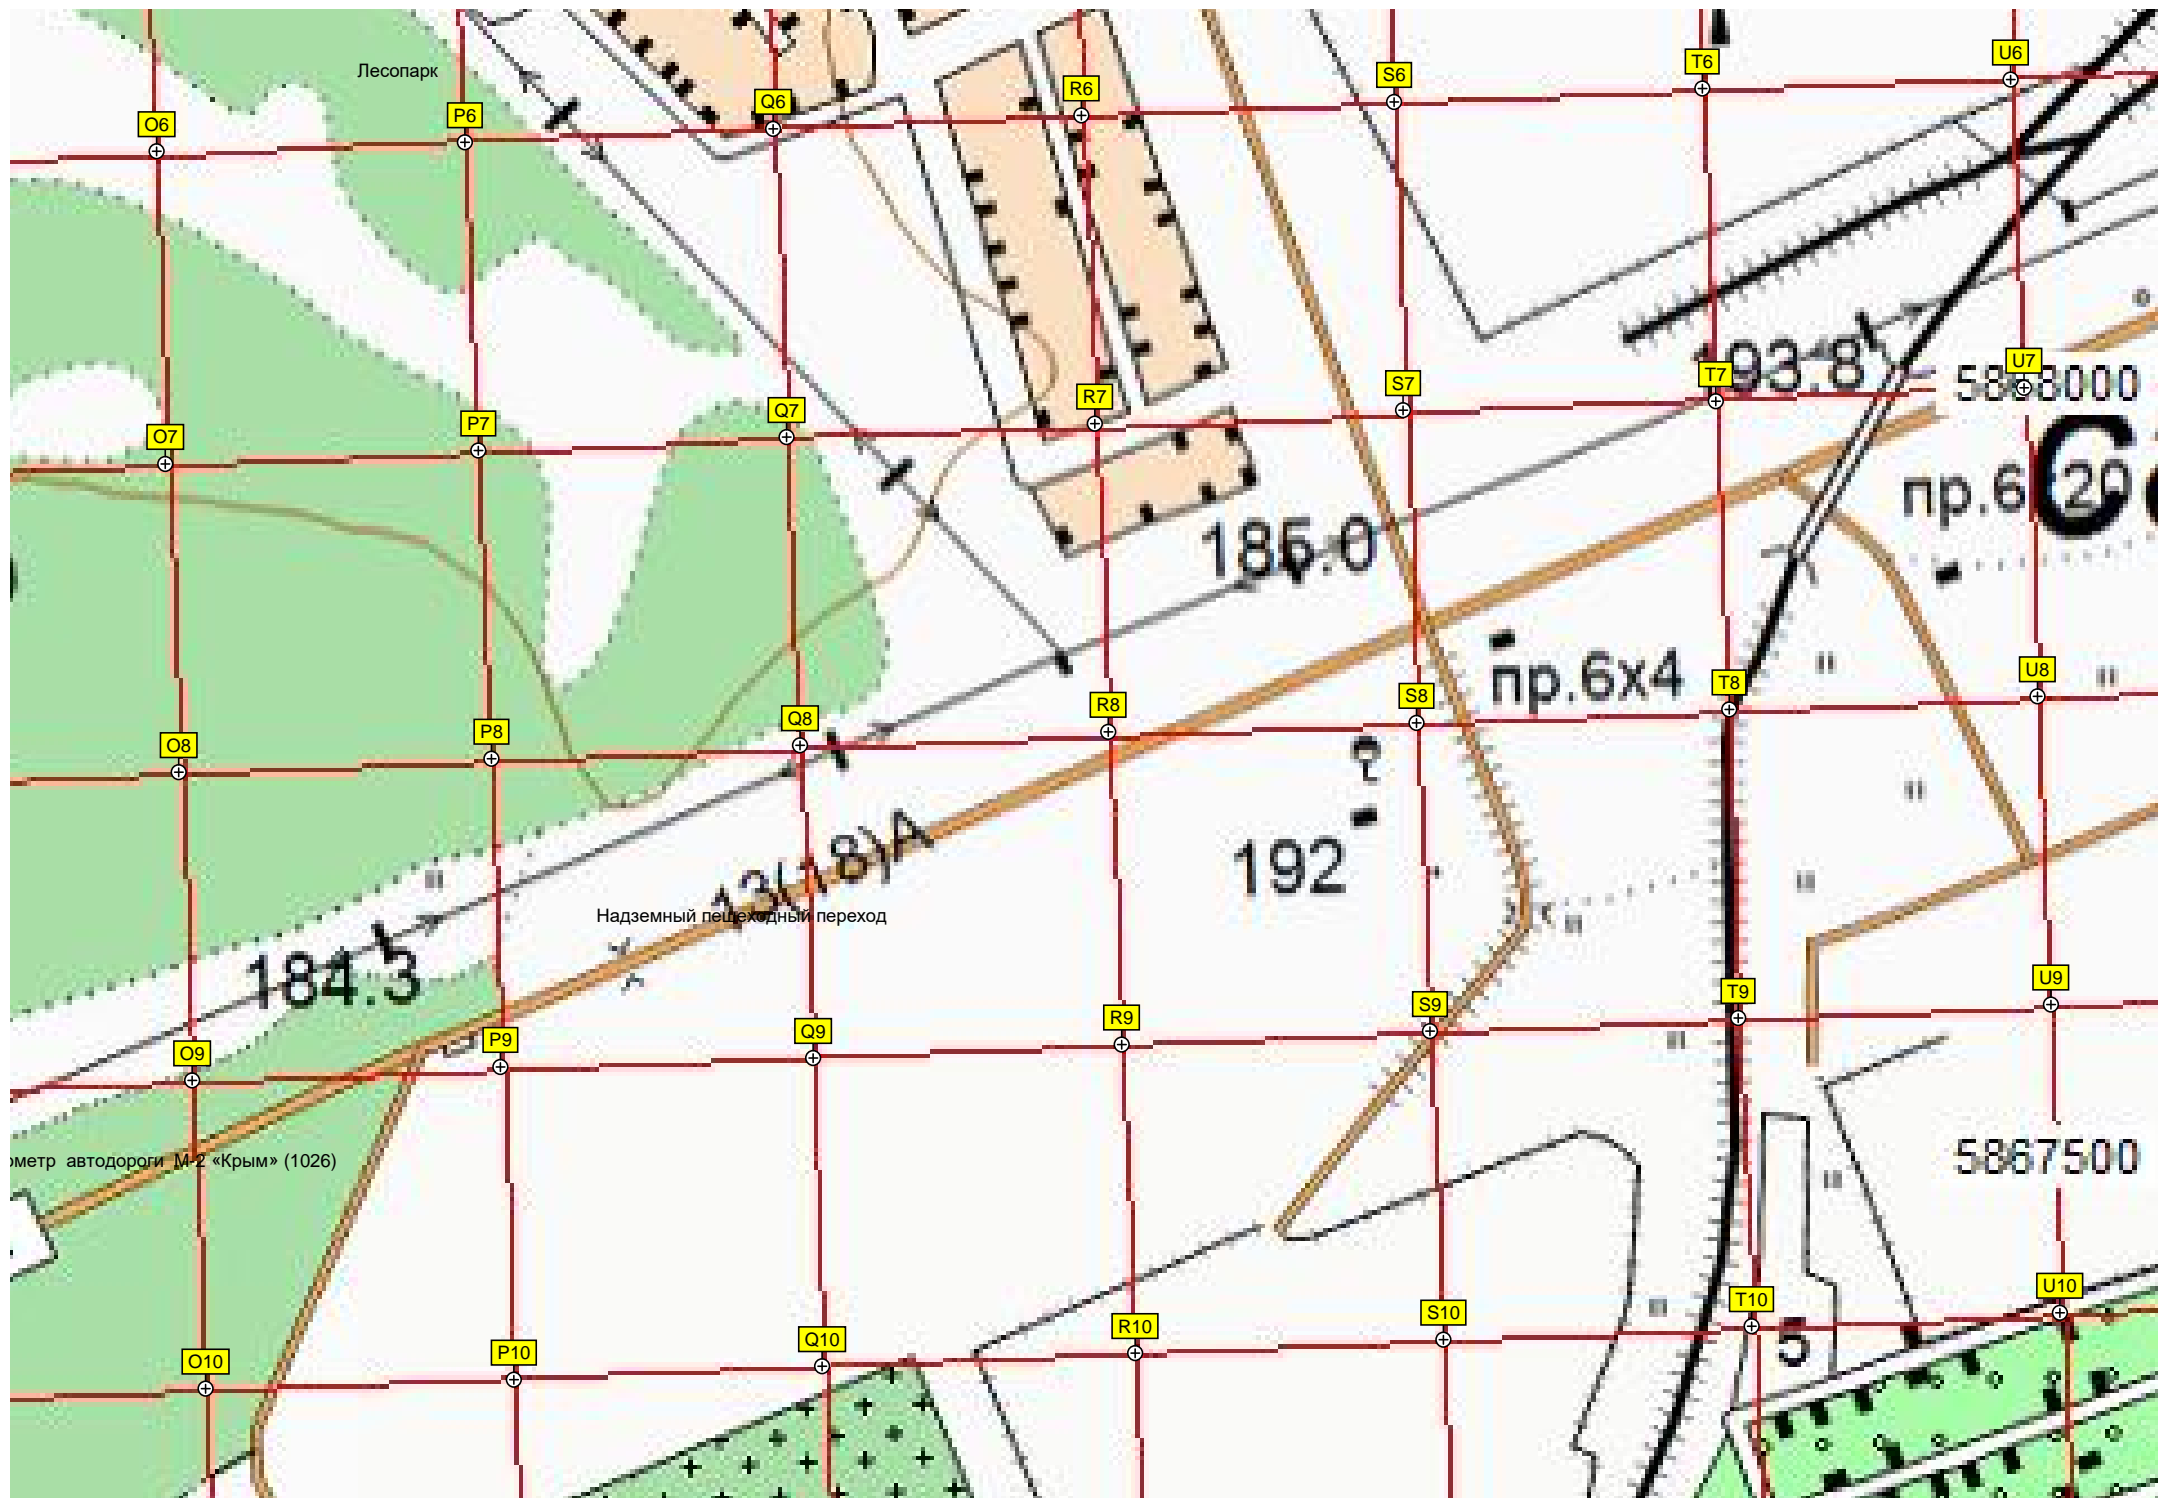 Лесопарк
O6
P6
Q6
R6
S6
T6
U6
193.8
5868000
O7
P7
Q7
R7
S7
T7
U7
пр.6х20
186.0
пр.6х4
O8
P8
Q8
R8
S8
T8
U8
192
13(18)А
Надземный пешеходный переход
184.3
O9
P9
Q9
R9
S9
T9
U9
ометр автодороги М-2 «Крым» (1026)
5867500
O10
P10
Q10
R10
S10
T10
U10
5